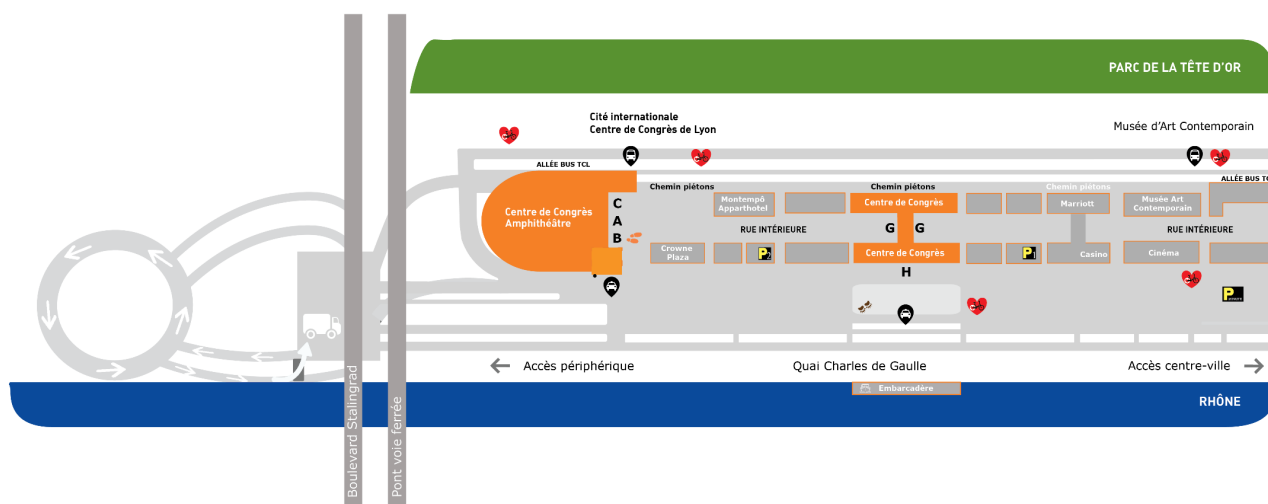 PARC DE LA TÊTE D'OR
Cité internationale
Centre de Congrès de Lyon
Musée d'Art Contemporain
ALLÉE BUS TCL
ALLÉE BUS TC
Chemin piétons
Chemin piétons
Chemin piétons
Centre de Congrès
Amphithéâtre
C
A
B
Montempô
Apparthotel
Centre de Congrès
Marriott
Musée Art
Contemporain
RUE INTÉRIEURE
G G
RUE INTÉRIEURE
Crowne
Plaza
P
Centre de Congrès
P
Casino
Cinéma
H
P
Accès périphérique
Quai Charles de Gaulle
Accès centre-ville
Embarcadère
RHÔNE
Boulevard Stalingrad
Pont voie ferrée